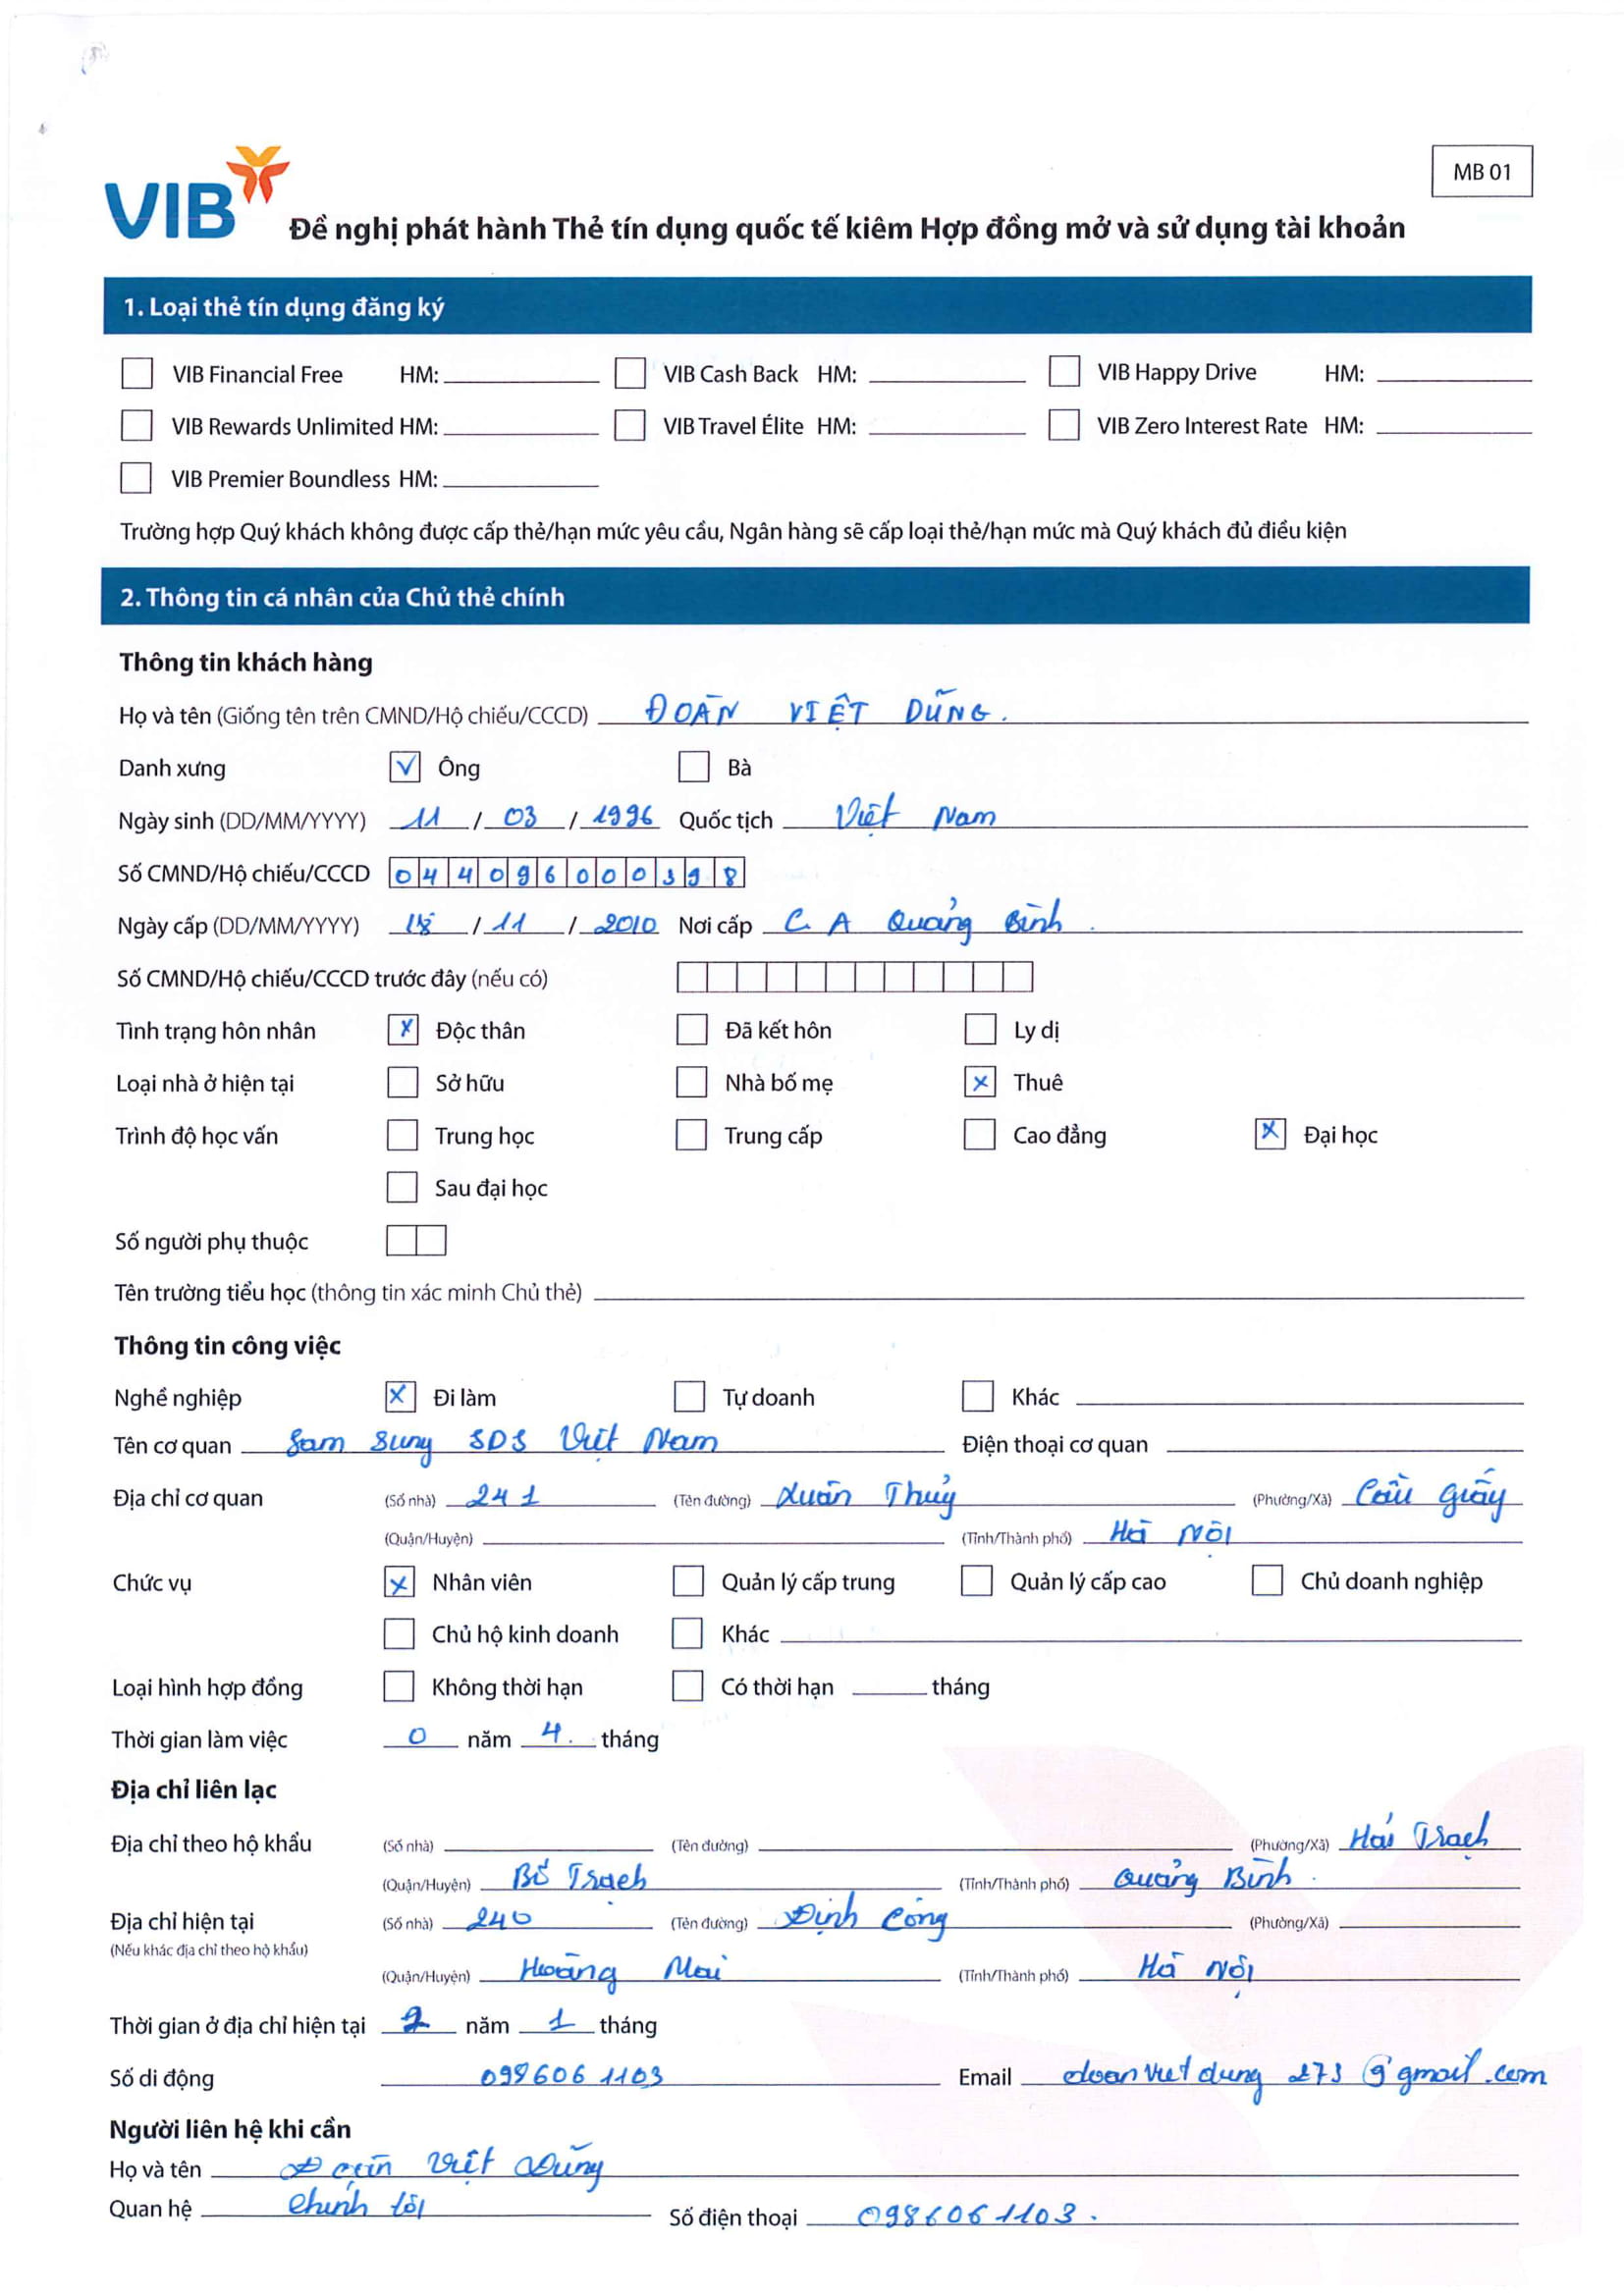 MB 01
VIB
Đề nghị phát hành Thẻ tín dụng quốc tế kiêm Hợp đồng mở và sử dụng tài khoản
1. Loại thẻ tín dụng đăng ký
VIB Financial Free HM: VIB Cash Back HM: VIB Happy Drive HM:
VIB Rewards Unlimited HM: VIB Travel Élite HM: VIB Zero Interest Rate HM:
VIB Premier Boundless HM:
Trường hợp Quý khách không được cấp thẻ/hạn mức yêu cầu, Ngân hàng sẽ cấp loại thẻ/hạn mức mà Quý khách đủ điều kiện
2. Thông tin cá nhân của Chủ thẻ chính
Thông tin khách hàng
Họ và tên (Giống tên trên CMND/Hộ chiếu/CCCD) ĐOÀN VIỆT DŨNG.
Danh xưng Ông Bà
Ngày sinh (DD/MM/YYYY) 11 / 03 / 1996 Quốc tịch Việt Nam
Số CMND/Hộ chiếu/CCCD 044096000398
Ngày cấp (DD/MM/YYYY) 18 / 11 / 2010 Nơi cấp C. A Quảng Bình.
Số CMND/Hộ chiếu/CCCD trước đây (nếu có)
Tình trạng hôn nhân Độc thân Đã kết hôn Ly dị
Loại nhà ở hiện tại Sở hữu Nhà bố mẹ Thuê
Trình độ học vấn Trung học Trung cấp Cao đẳng Đại học
Sau đại học
Số người phụ thuộc
Tên trường tiểu học (thông tin xác minh Chủ thẻ)
Thông tin công việc
Nghề nghiệp Đi làm Tự doanh Khác
Tên cơ quan Sam Sung SDS Việt Nam Điện thoại cơ quan
Địa chỉ cơ quan (Số nhà) 241 (Tên đường) Xuân Thuỷ (Phường/Xã) Cầu Giấy
(Quận/Huyện) (Tỉnh/Thành phố) Hà Nội
Chức vụ Nhân viên Quản lý cấp trung Quản lý cấp cao Chủ doanh nghiệp
Chủ hộ kinh doanh Khác
Loại hình hợp đồng Không thời hạn Có thời hạn tháng
Thời gian làm việc 0 năm 4. tháng
Địa chỉ liên lạc
Địa chỉ theo hộ khẩu (Số nhà) (Tên đường) (Phường/Xã) Hải Trạch
(Quận/Huyện) Bố Trạch (Tỉnh/Thành phố) Quảng Bình.
Địa chỉ hiện tại (Số nhà) 240 (Tên đường) Định Công (Phường/Xã)
(Nếu khác địa chỉ theo hộ khẩu)
(Quận/Huyện) Hoàng Mai (Tỉnh/Thành phố) Hà Nội
Thời gian ở địa chỉ hiện tại 2 năm 1 tháng
Số di động 0986061103 Email doanvietdung273@gmail.com
Người liên hệ khi cần
Họ và tên Đoàn Việt Dũng
Quan hệ Chính tôi Số điện thoại 0986061103.